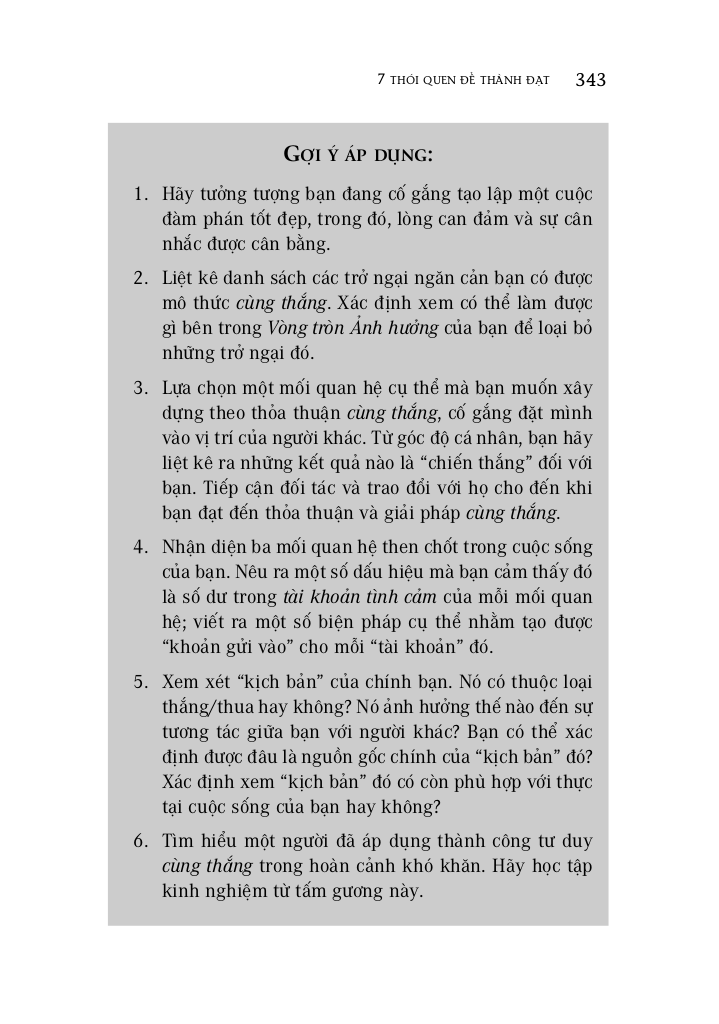 7 THÓI QUEN ĐỂ THÀNH ĐẠT 343
GỢI Ý ÁP DỤNG:
1. Hãy tưởng tượng bạn đang cố gắng tạo lập một cuộc
đàm phán tốt đẹp, trong đó, lòng can đảm và sự cân
nhắc được cân bằng.
2. Liệt kê danh sách các trở ngại ngăn cản bạn có được
mô thức cùng thắng. Xác định xem có thể làm được
gì bên trong Vòng tròn Ảnh hưởng của bạn để loại bỏ
những trở ngại đó.
3. Lựa chọn một mối quan hệ cụ thể mà bạn muốn xây
dựng theo thỏa thuận cùng thắng, cố gắng đặt mình
vào vị trí của người khác. Từ góc độ cá nhân, bạn hãy
liệt kê ra những kết quả nào là “chiến thắng” đối với
bạn. Tiếp cận đối tác và trao đổi với họ cho đến khi
bạn đạt đến thỏa thuận và giải pháp cùng thắng.
4. Nhận diện ba mối quan hệ then chốt trong cuộc sống
của bạn. Nêu ra một số dấu hiệu mà bạn cảm thấy đó
là số dư trong tài khoản tình cảm của mỗi mối quan
hệ; viết ra một số biện pháp cụ thể nhằm tạo được
“khoản gửi vào” cho mỗi “tài khoản” đó.
5. Xem xét “kịch bản” của chính bạn. Nó có thuộc loại
thắng/thua hay không? Nó ảnh hưởng thế nào đến sự
tương tác giữa bạn với người khác? Bạn có thể xác
định được đâu là nguồn gốc chính của “kịch bản” đó?
Xác định xem “kịch bản” đó có còn phù hợp với thực
tại cuộc sống của bạn hay không?
6. Tìm hiểu một người đã áp dụng thành công tư duy
cùng thắng trong hoàn cảnh khó khăn. Hãy học tập
kinh nghiệm từ tấm gương này.